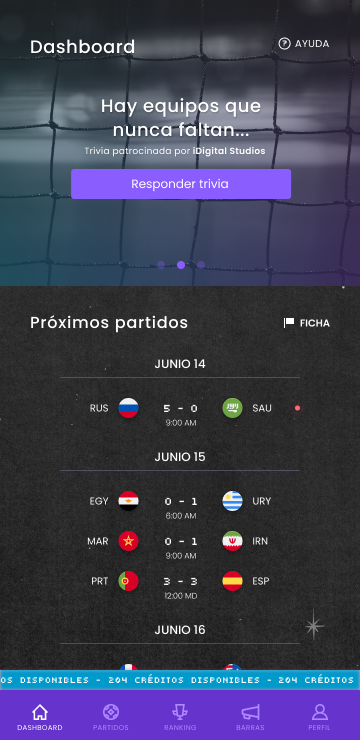 Dashboard
AYUDA
Hay equipos que
nunca faltan...
Trivia patrocinada por iDigital Studios
Responder trivia
Próximos partidos
FICHA
JUNIO 14
RUS 5 - 0 SAU
9:00 AM
JUNIO 15
EGY 0 - 1 URY
6:00 AM
MAR 0 - 1 IRN
9:00 AM
PRT 3 - 3 ESP
12:00 MD
JUNIO 16
OS DISPONIBLES - 204 CRÉDITOS DISPONIBLES - 204 CRÉDITOS
DASHBOARD PARTIDOS RANKING BARRAS PERFIL